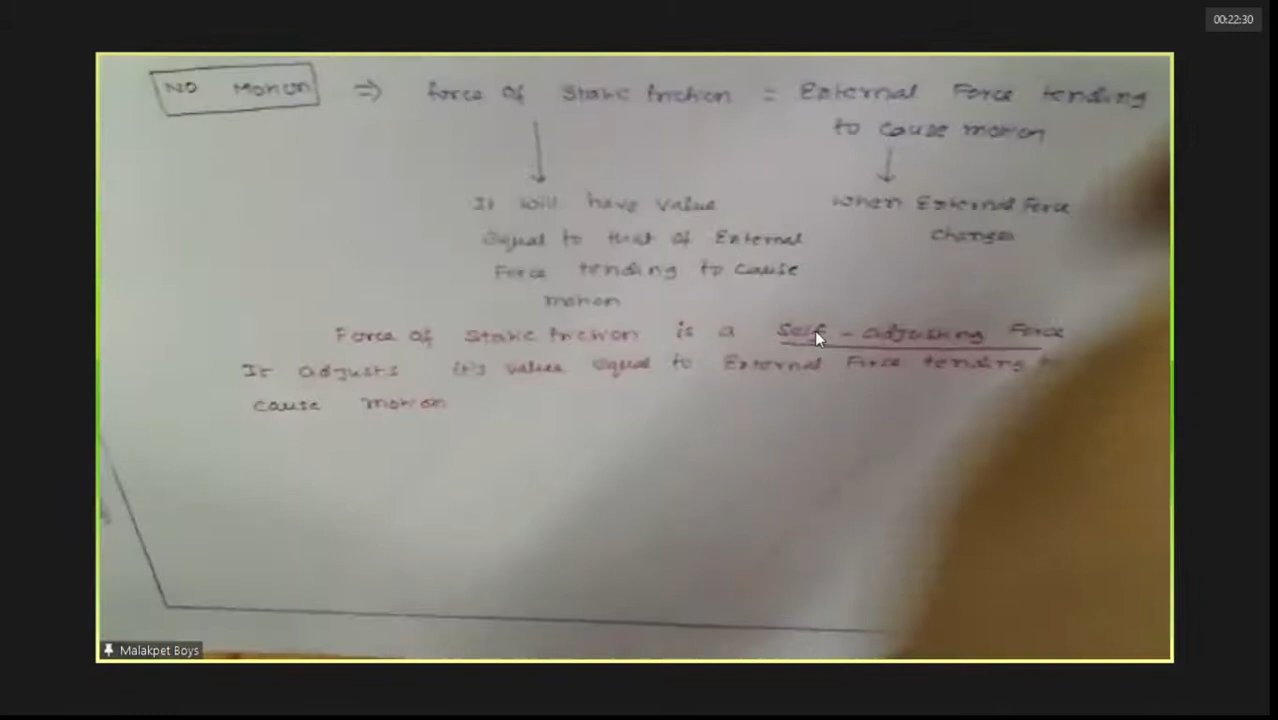 00:22:30
NO Motion ⇒ force of Static friction = External Force tending
to cause motion
It will have value
Equal to that of External
Force tending to cause
motion
when External Force
changes
Force of Static friction is a Self - adjusting Force
It adjusts it's value equal to External Force tending to
cause motion
Malakpet Boys